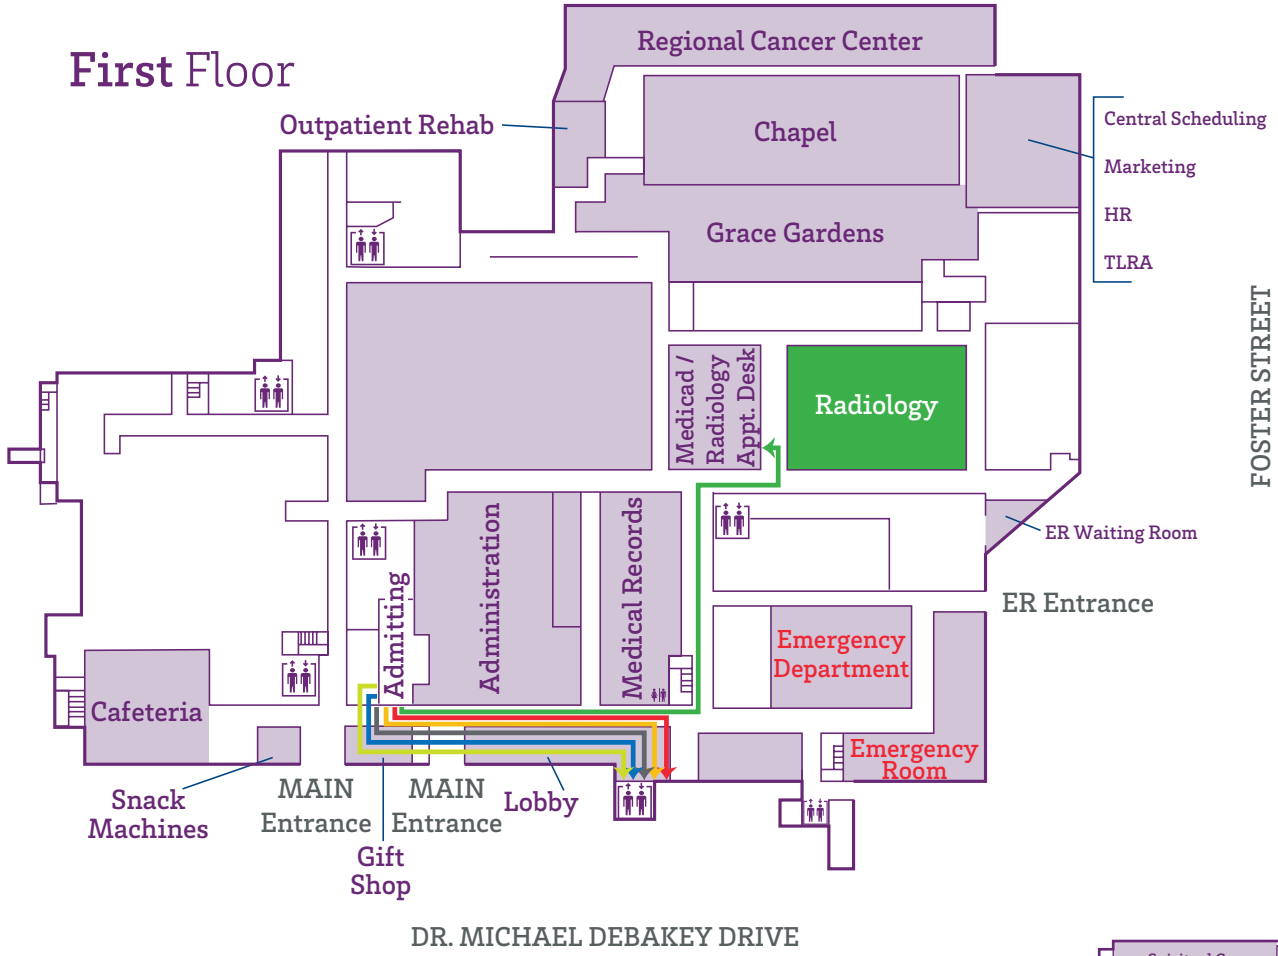 First Floor
Regional Cancer Center
Outpatient Rehab
Chapel
Central Scheduling
Marketing
HR
TLRA
Grace Gardens
FOSTER STREET
Medicad /
Radiology
Appt. Desk
Radiology
ER Waiting Room
Admitting
Administration
Medical Records
ER Entrance
Emergency
Department
Cafeteria
Emergency
Room
Snack
Machines
MAIN
Entrance
MAIN
Entrance
Lobby
Gift
Shop
DR. MICHAEL DEBAKEY DRIVE